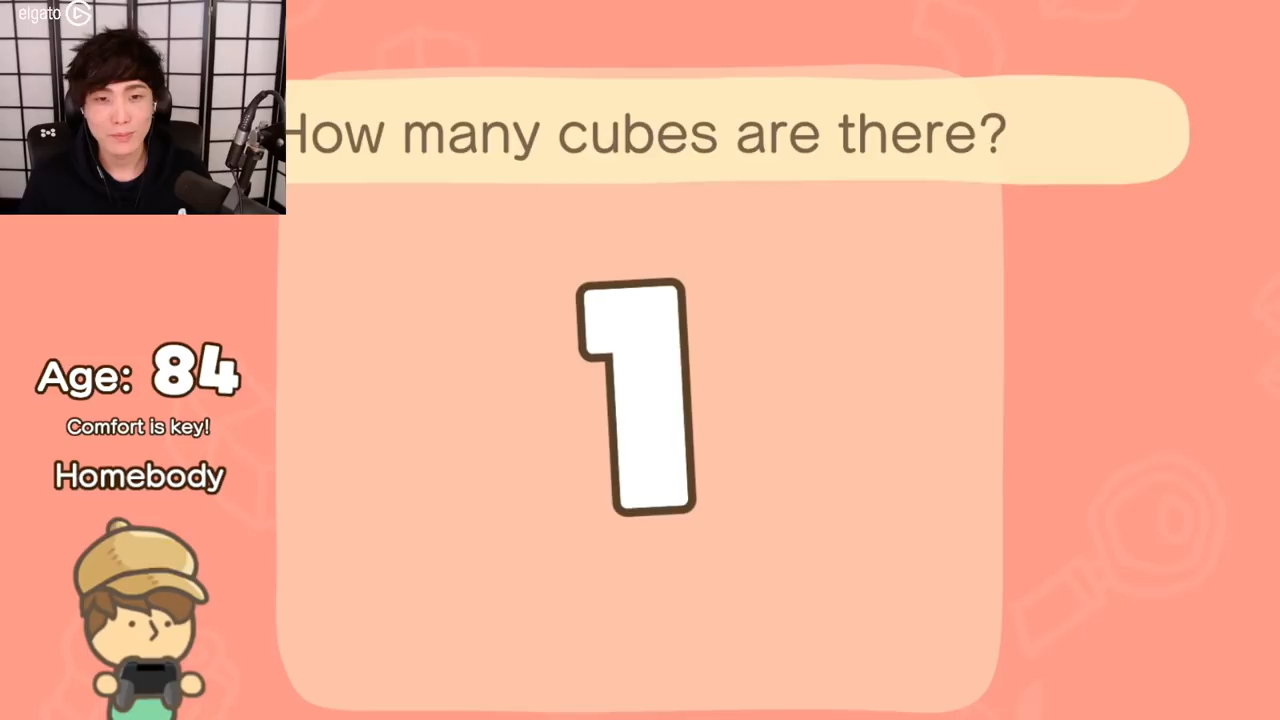 elgato
How many cubes are there?
1
Age: 84
Comfort is key!
Homebody